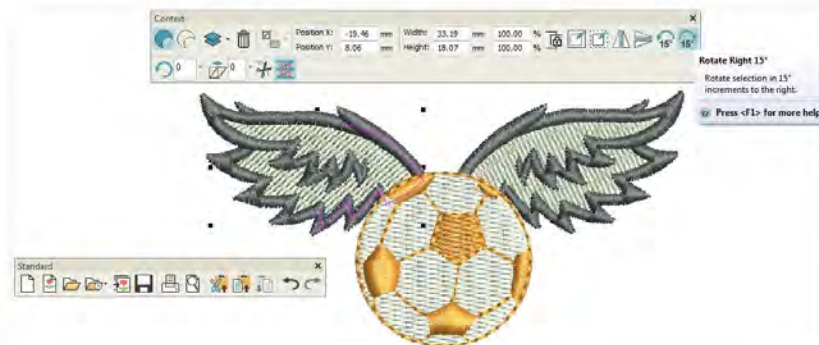 Context ×
Position X: -19.46 mm Width: 33.19 mm 100.00 % 15° 15°
Position Y: 8.06 mm Height: 18.07 mm 100.00 %
0 0
Rotate Right 15°
Rotate selection in 15°
increments to the right.
Press <F1> for more help
Standard ×